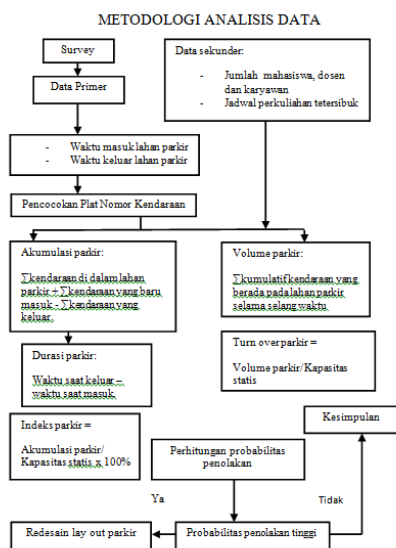 METODOLOGI ANALISIS DATA
Survey
Data Primer
Data sekunder:
- Jumlah mahasiswa, dosen
dan karyawan
- Jadwal perkuliahan tetersibuk
- Waktu masuk lahan parkir
- Waktu keluar lahan parkir
Pencocokan Plat Nomor Kendaraan
Akumulasi parkir:
∑kendaraan di dalam lahan
parkir + ∑kendaraan yang baru
masuk - ∑kendaraan yang
keluar.
Volume parkir:
∑kumulatif kendaraan yang
berada pada lahan parkir
selama selang waktu
Durasi parkir:
Waktu saat keluar –
waktu saat masuk.
Turn over parkir =
Volume parkir/Kapasitas
statis
Indeks parkir =
Akumulasi parkir/
Kapasitas statis x 100%
Perhitungan probabilitas
penolakan
Kesimpulan
Ya
Tidak
Redesain lay out parkir
Probabilitas penolakan tinggi